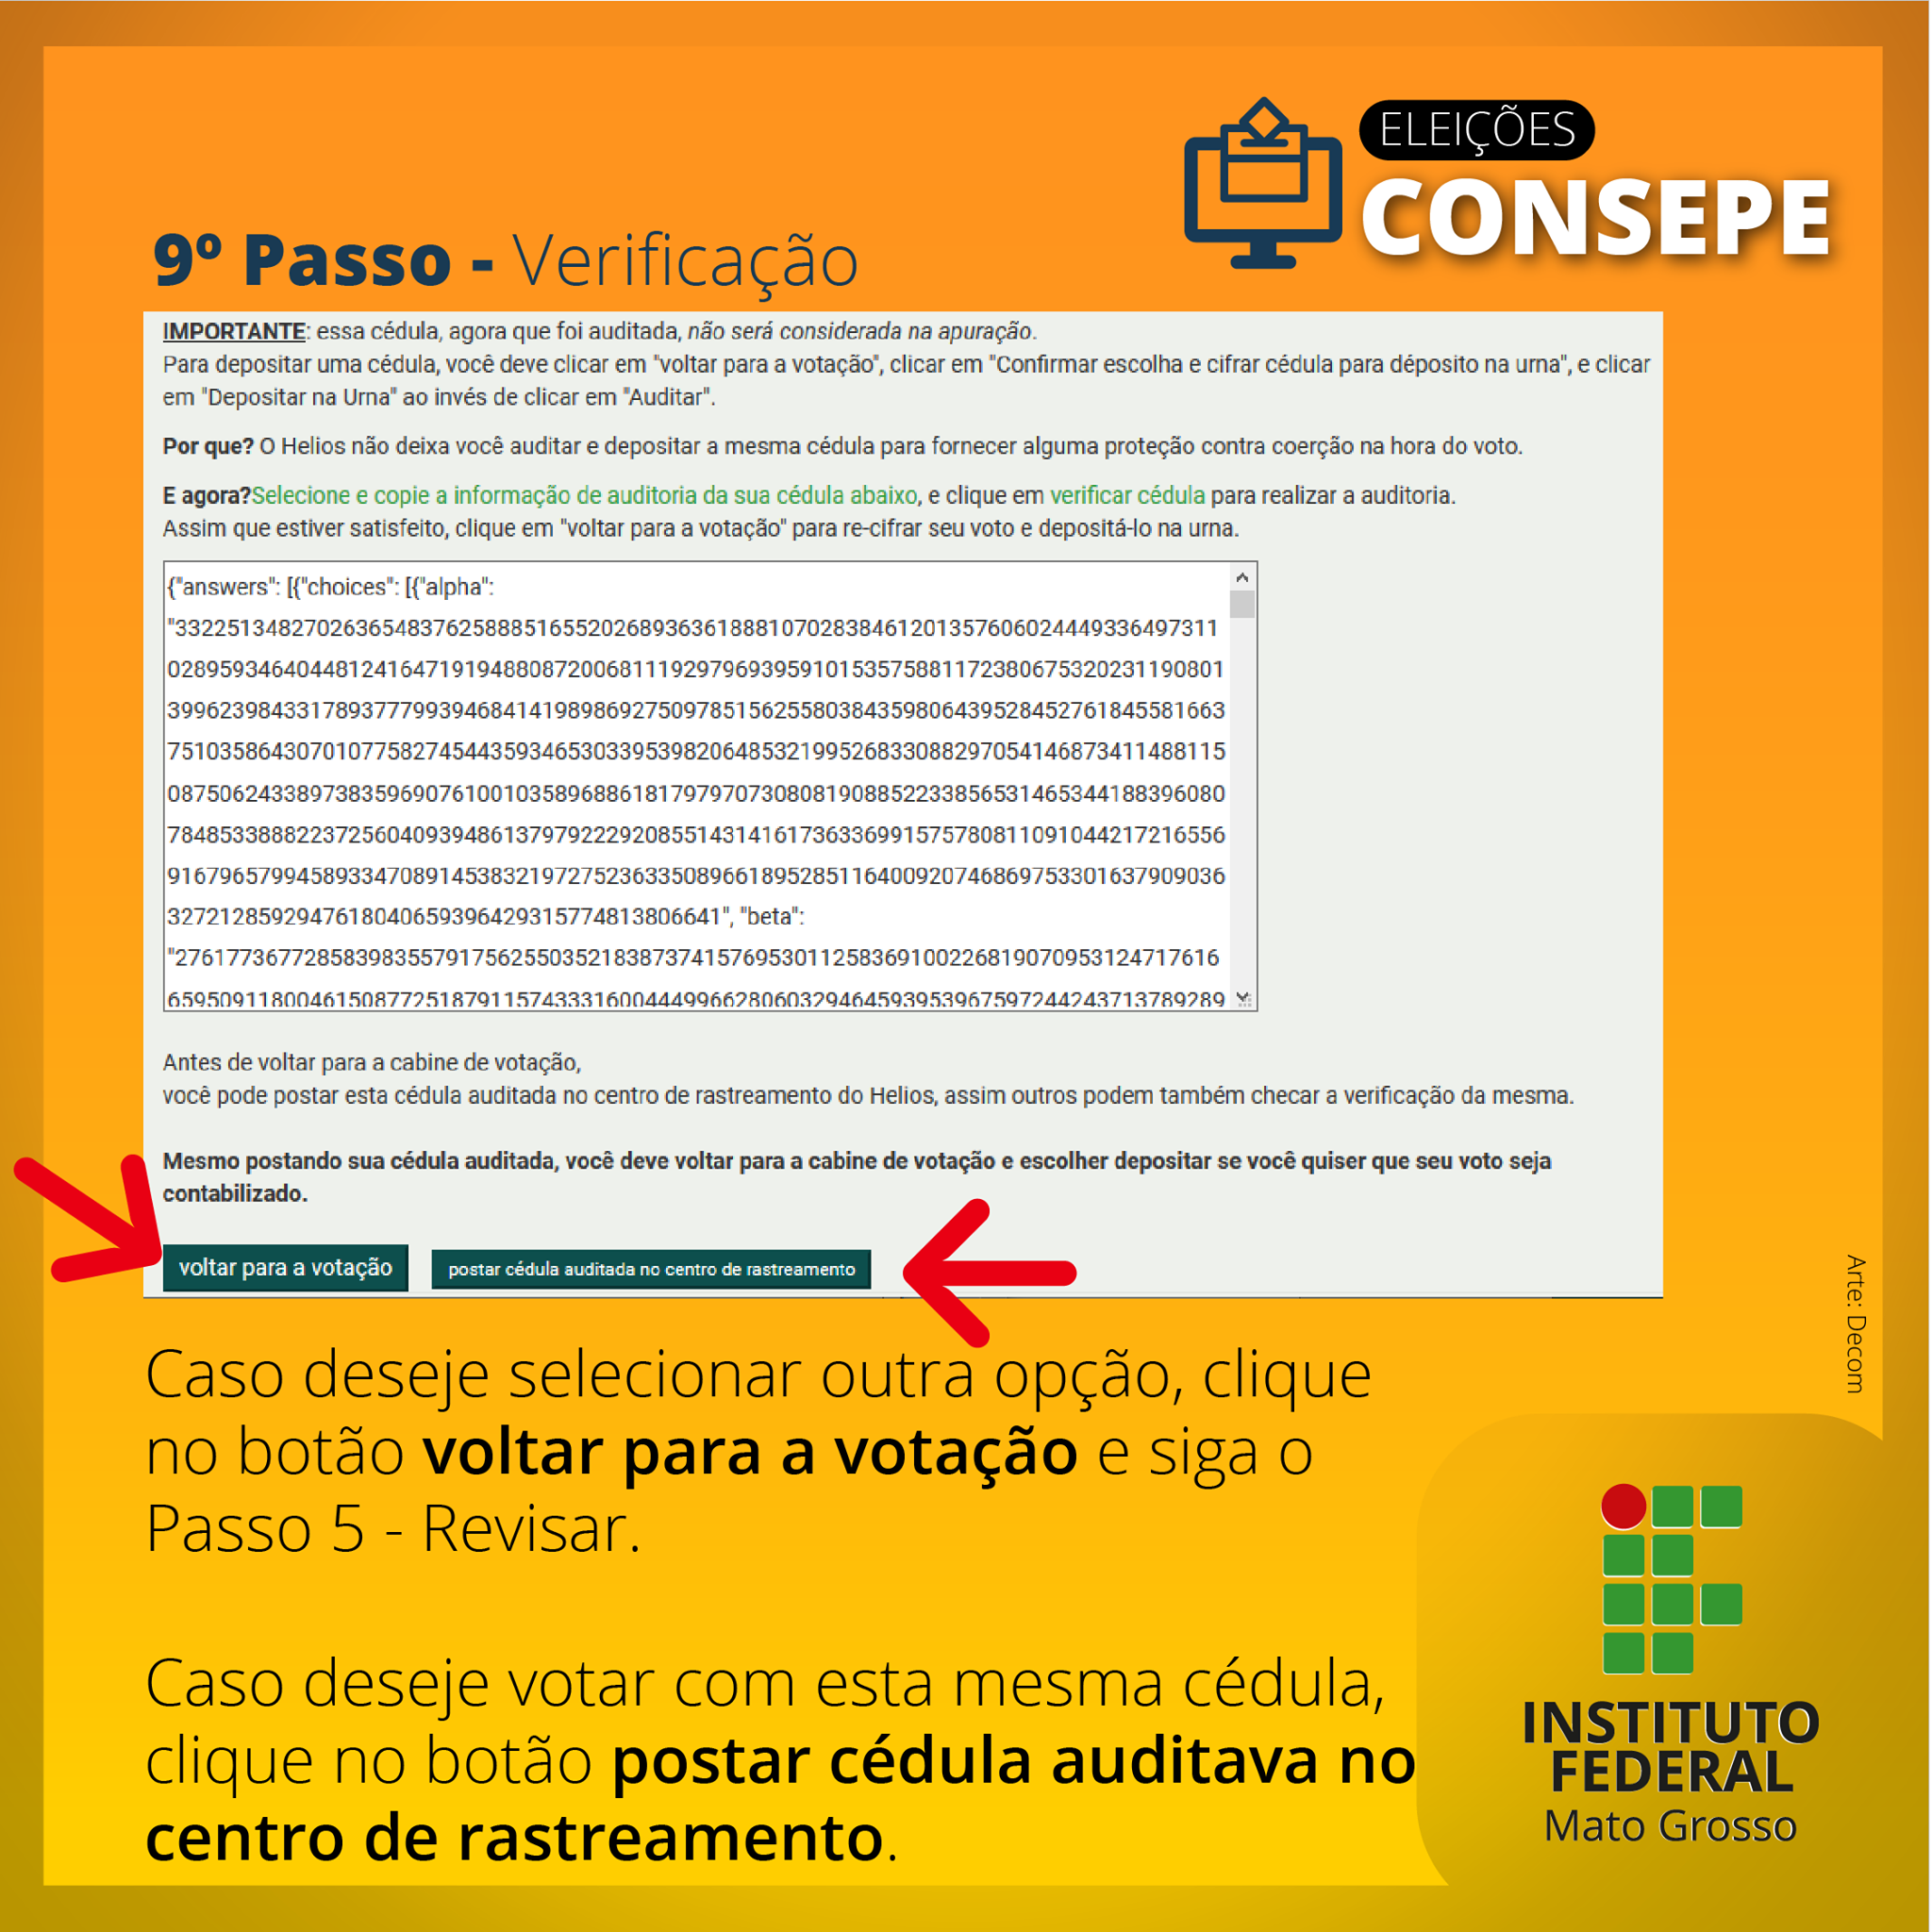 ELEIÇÕES
CONSEPE
9º Passo - Verificação
IMPORTANTE: essa cédula, agora que foi auditada, não será considerada na apuração.
Para depositar uma cédula, você deve clicar em "voltar para a votação", clicar em "Confirmar escolha e cifrar cédula para déposito na urna", e clicar
em "Depositar na Urna" ao invés de clicar em "Auditar".
Por que? O Helios não deixa você auditar e depositar a mesma cédula para fornecer alguma proteção contra coerção na hora do voto.
E agora?Selecione e copie a informação de auditoria da sua cédula abaixo, e clique em verificar cédula para realizar a auditoria.
Assim que estiver satisfeito, clique em "voltar para a votação" para re-cifrar seu voto e depositá-lo na urna.
{"answers": [{"choices": [{"alpha":
"33225134827026365483762588851655202689363618881070283846120135760602444933649731​1
0289593464044812416471919488087200681119297969395910153575881172380675320231190801
3996239843317893777993946841419898692750978515625580384359806439528452761845581663
7510358643070107758274544359346530339539820648532199526833088297054146873411488115
0875062433897383596907610010358968861817979707308081908852233856531465344188396080
7848533888223725604093948613797922292085514314161736336991575780811091044217216556
9167965799458933470891453832197275236335089661895285116400920746869753301637909036
3272128592947618040659396429315774813806641", "beta":
"276177367728583983557917562550352183873741576953011258369100226819070953124717616
6595091180046150877251879115743331600444996628060329464593953967597244243713789289
Antes de voltar para a cabine de votação,
você pode postar esta cédula auditada no centro de rastreamento do Helios, assim outros podem também checar a verificação da mesma.
Mesmo postando sua cédula auditada, você deve voltar para a cabine de votação e escolher depositar se você quiser que seu voto seja
contabilizado.
voltar para a votação
postar cédula auditada no centro de rastreamento
Arte: Decom
Caso deseje selecionar outra opção, clique
no botão voltar para a votação e siga o
Passo 5 - Revisar.
Caso deseje votar com esta mesma cédula,
clique no botão postar cédula auditava no
centro de rastreamento.
INSTITUTO
FEDERAL
Mato Grosso